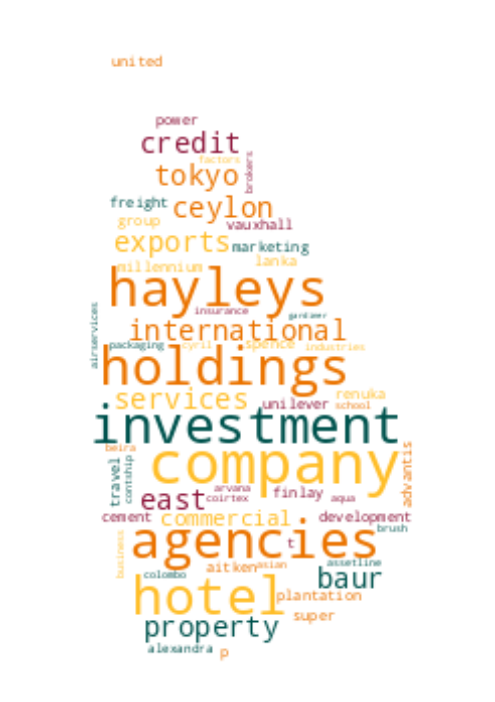 united
power
credit
factors
brokers
tokyo
freight
ceylon
group
vauxhall
exports
marketing
lanka
millennium
hayleys
insurance
gardiner
airservices
international
packaging
cyril
spence
industries
holdings
services
renuka
unilever
school
investment
beira
company
advantis
travel
contship
east
arvana
coirtex
finlay
aqua
cement
commercial
development
brush
business
agencies
t
aitken
asian
assetline
colombo
baur
hotel
plantation
super
property
alexandra
p